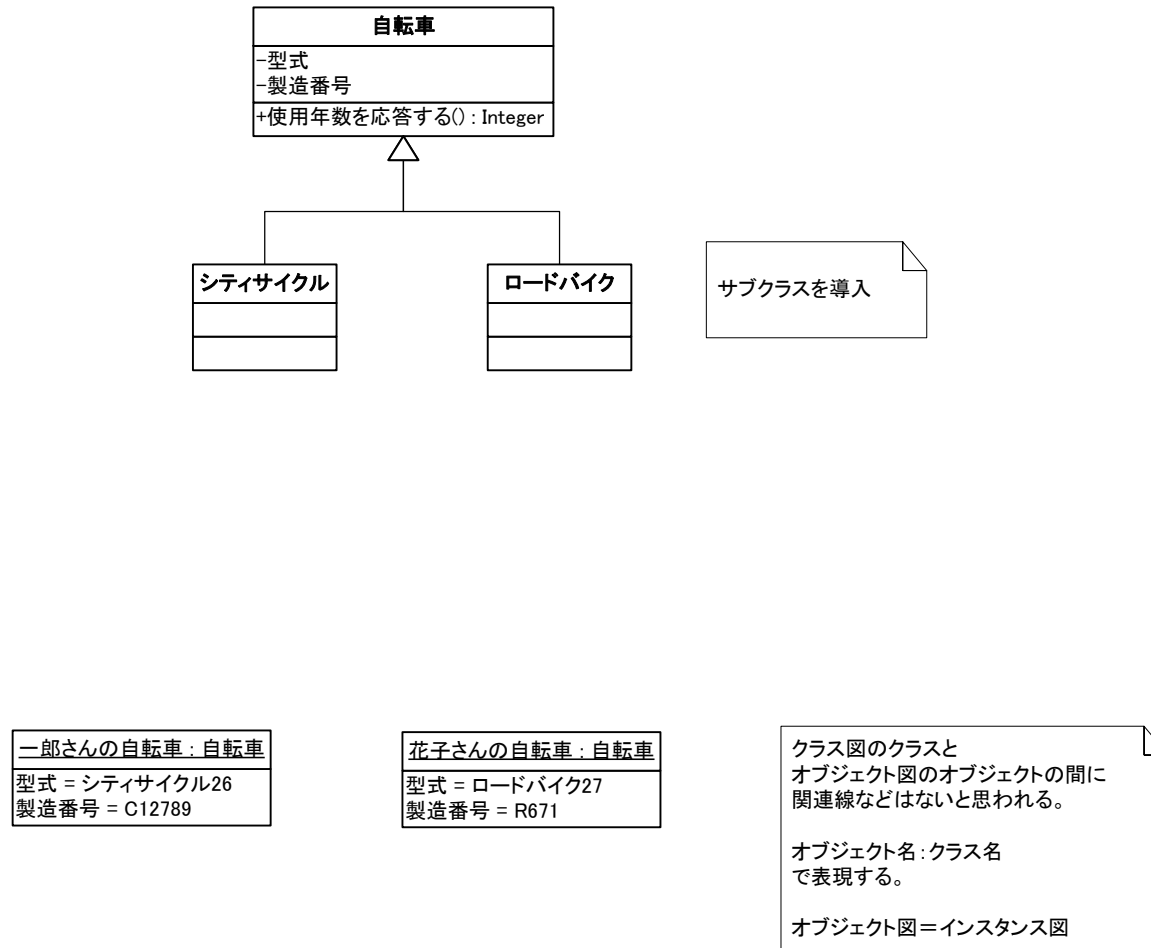 自転車
-型式
-製造番号
+使用年数を応答する() : Integer
シティサイクル
ロードバイク
サブクラスを導入
一郎さんの自転車 : 自転車
型式 = シティサイクル26
製造番号 = C12789
花子さんの自転車 : 自転車
型式 = ロードバイク27
製造番号 = R671
クラス図のクラスと
オブジェクト図のオブジェクトの間に
関連線などはないと思われる。
オブジェクト名：クラス名
で表現する。
オブジェクト図＝インスタンス図